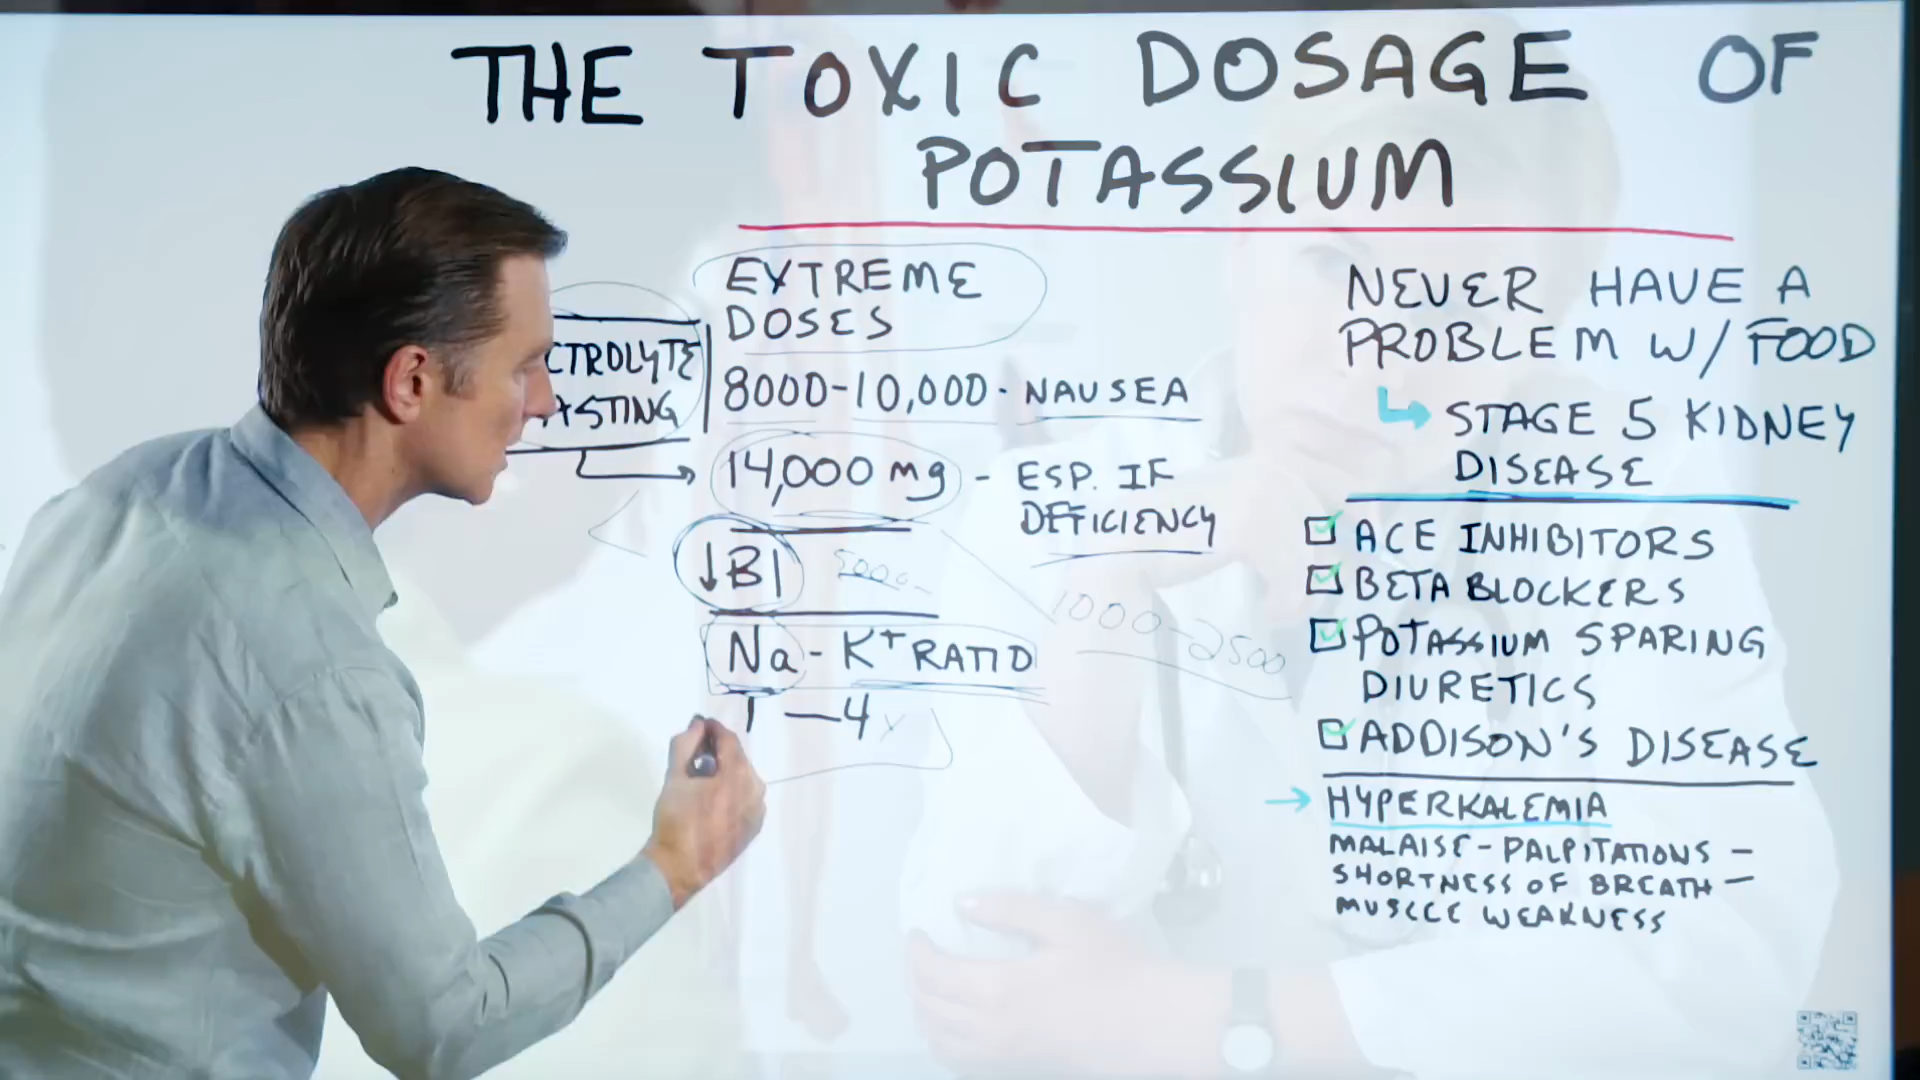 THE TOXIC DOSAGE OF
POTASSIUM
EXTREME
DOSES
CTROLYTE
ASTING
8000-10,000 - NAUSEA
14,000 mg - ESP. IF
DEFICIENCY
↓B1
1000-2500
Na - K+ RATIO
1 — 4x
NEVER HAVE A
PROBLEM W/ FOOD
STAGE 5 KIDNEY
DISEASE
ACE INHIBITORS
BETA BLOCKERS
POTASSIUM SPARING
DIURETICS
ADDISON'S DISEASE
→ HYPERKALEMIA
MALAISE - PALPITATIONS -
SHORTNESS OF BREATH -
MUSCLE WEAKNESS